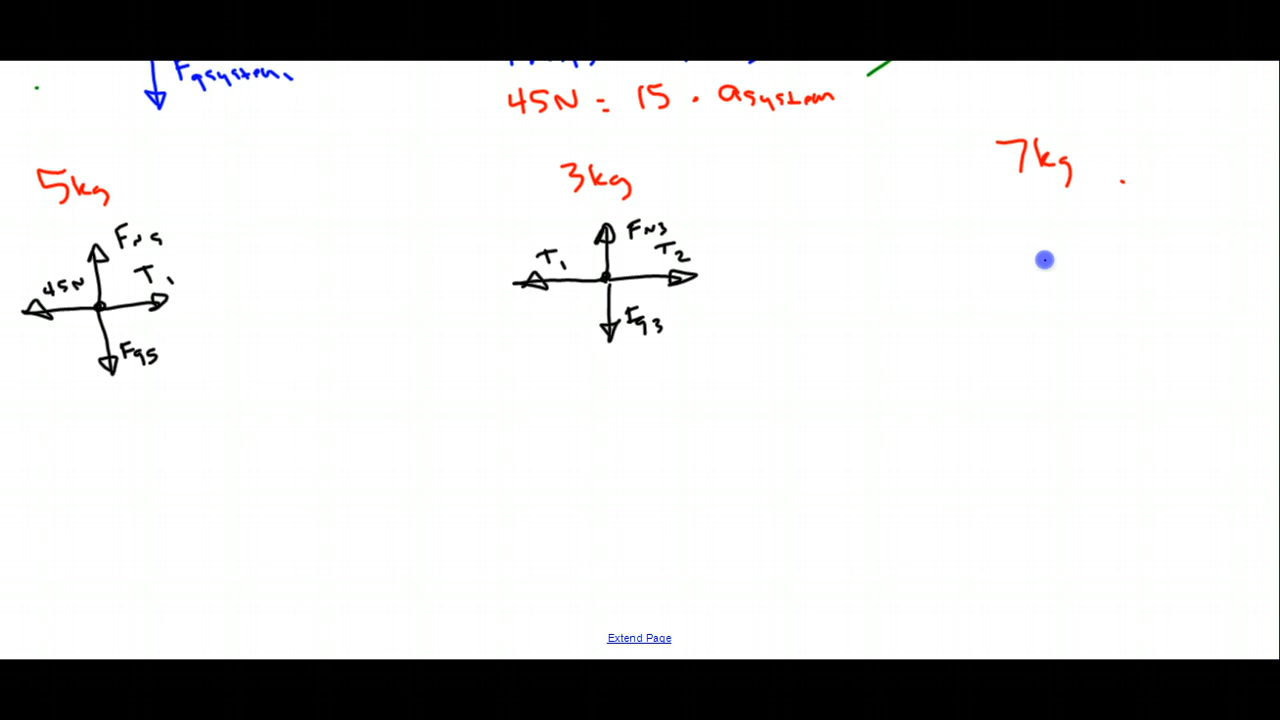 Fgsystem
45N = 15 · asystem
7kg
5kg
3kg
FN5
45N
T1
Fg5
FN3
T1
T2
Fg3
Extend Page